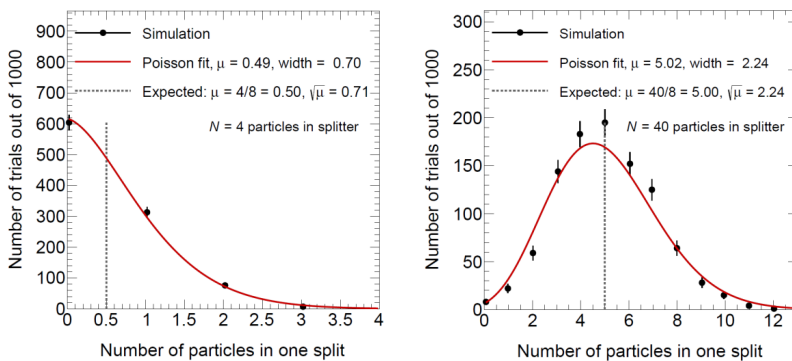 Number of trials out of 1000
900
800
700
600
500
400
300
200
100
0
Simulation
Poisson fit, μ = 0.49, width = 0.70
Expected: μ = 4/8 = 0.50, √μ = 0.71
N = 4 particles in splitter
0 0.5 1 1.5 2 2.5 3 3.5 4
Number of particles in one split
Number of trials out of 1000
300
250
200
150
100
50
0
Simulation
Poisson fit, μ = 5.02, width = 2.24
Expected: μ = 40/8 = 5.00, √μ = 2.24
N = 40 particles in splitter
0 2 4 6 8 10 12
Number of particles in one split